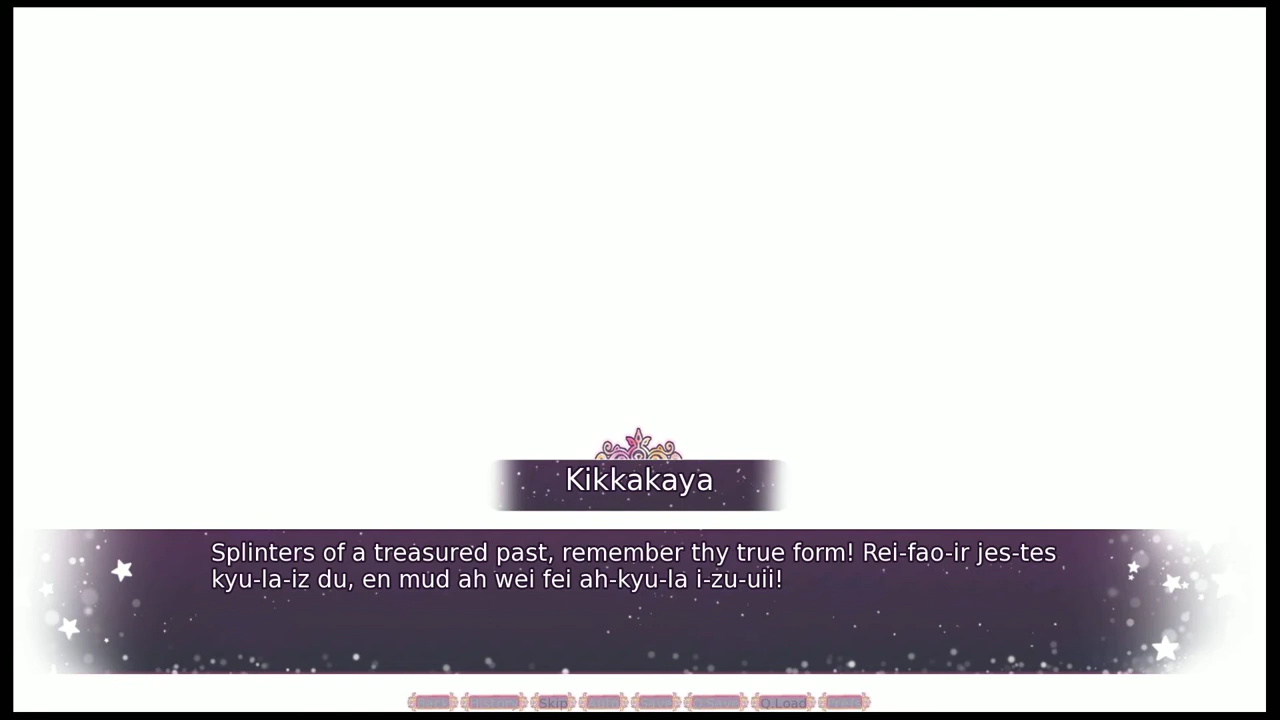 Kikkakaya
Splinters of a treasured past, remember thy true form! Rei-fao-ir jes-tes
kyu-la-iz du, en mud ah wei fei ah-kyu-la i-zu-uii!
Skip Q.Load